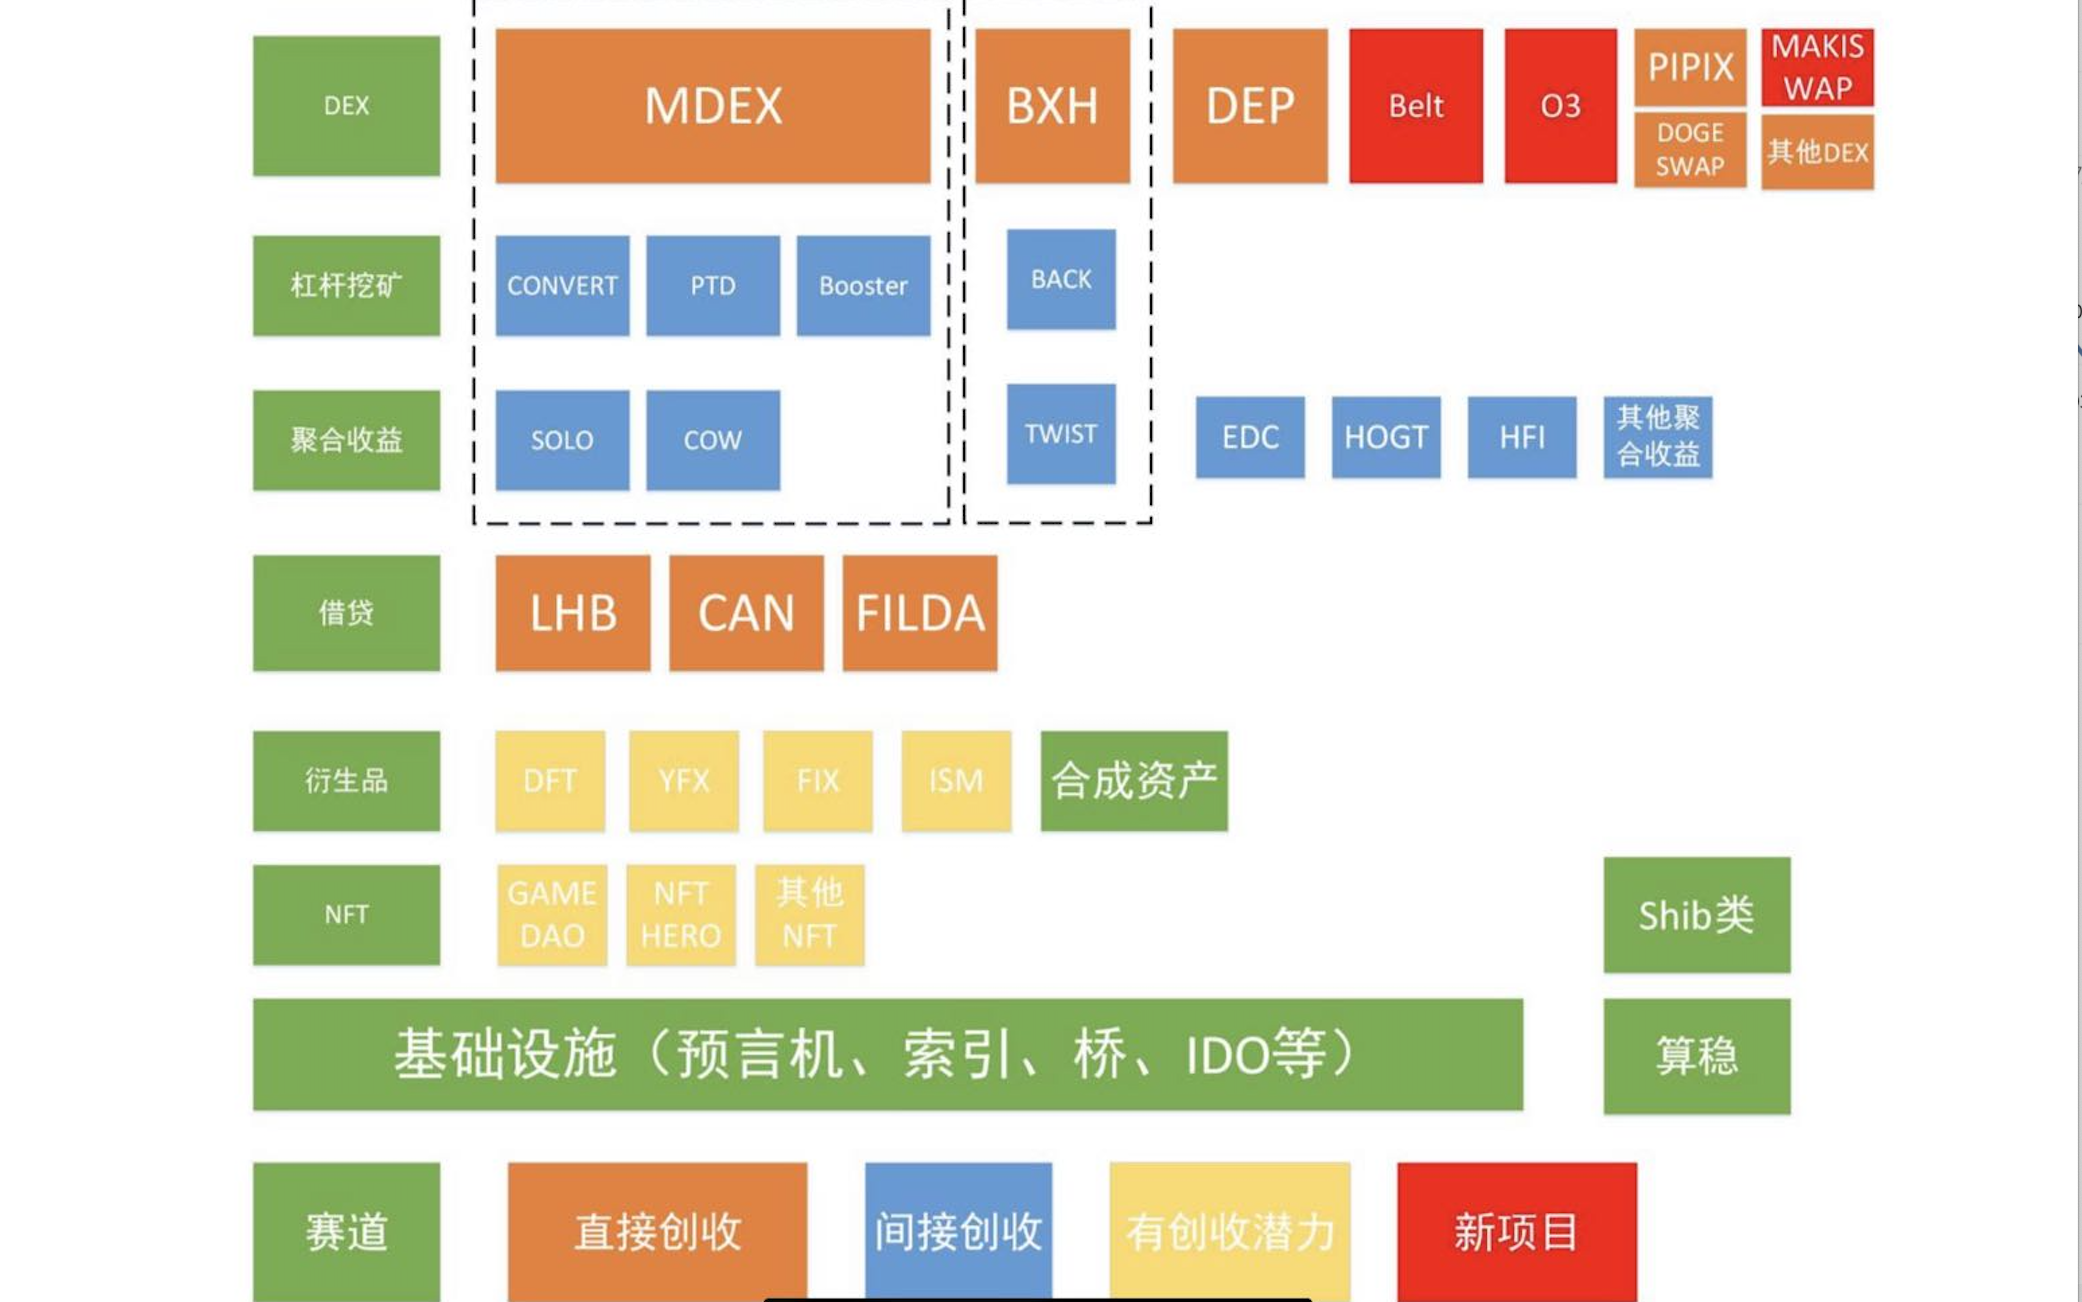 DEX
MDEX
BXH
DEP
Belt
O3
PIPIX
MAKIS
WAP
DOGE
SWAP
其他DEX
杠杆挖矿
CONVERT
PTD
Booster
BACK
聚合收益
SOLO
COW
TWIST
EDC
HOGT
HFI
其他聚
合收益
借贷
LHB
CAN
FILDA
衍生品
DFT
YFX
FIX
ISM
合成资产
NFT
GAME
DAO
NFT
HERO
其他
NFT
Shib类
基础设施（预言机、索引、桥、IDO等）
算稳
赛道
直接创收
间接创收
有创收潜力
新项目